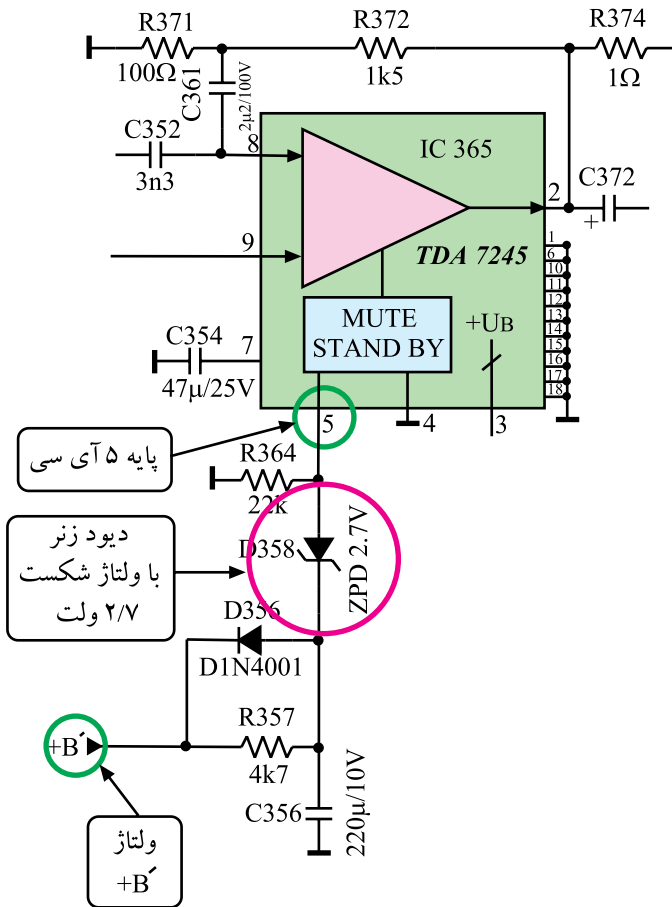 R371
R372
R374
100Ω
1k5
1Ω
C361
2µ2/100V
C352
3n3
8
IC 365
C372
+
2
9
TDA 7245
1
6
10
11
12
13
14
15
16
17
18
MUTE
STAND BY
+UB
C354
7
47µ/25V
5
4
3
پایه ۵ آی سی
R364
22k
دیود زنر
با ولتاژ شکست
۲/۷ ولت
D358
ZPD 2.7V
D356
D1N4001
+B´
R357
4k7
C356
220µ/10V
ولتاژ
+B´